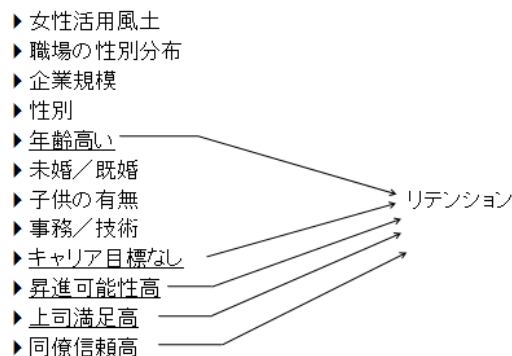 ▶ 女性活用風土
▶ 職場の性別分布
▶ 企業規模
▶ 性別
▶ 年齢高い
▶ 未婚／既婚
▶ 子供の有無
▶ 事務／技術
▶ キャリア目標なし
▶ 昇進可能性高
▶ 上司満足高
▶ 同僚信頼高
リテンション